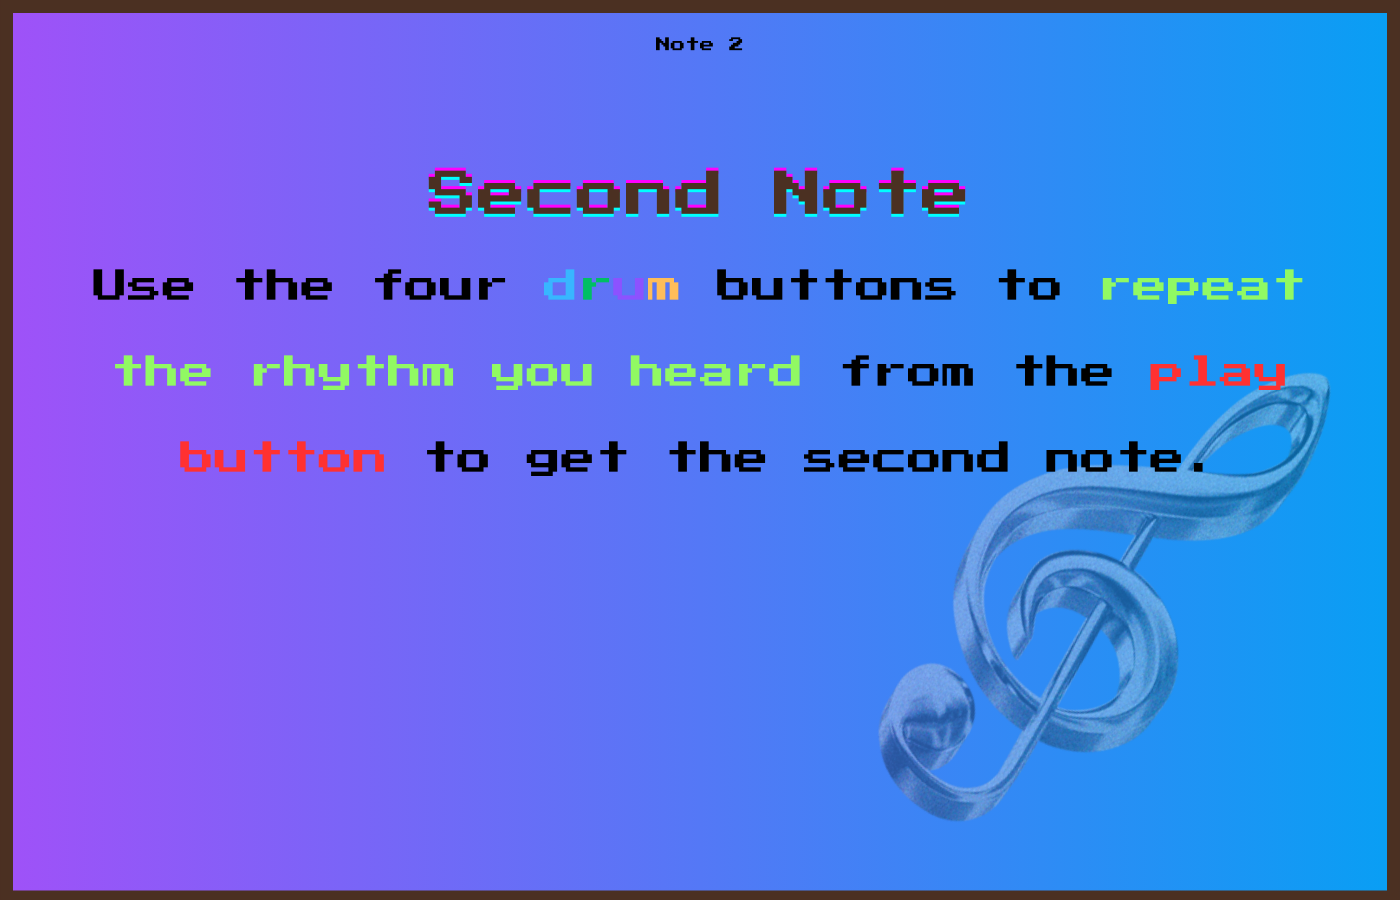 Note 2
Second Note
Use the four drum buttons to repeat
the rhythm you heard from the play
button to get the second note.